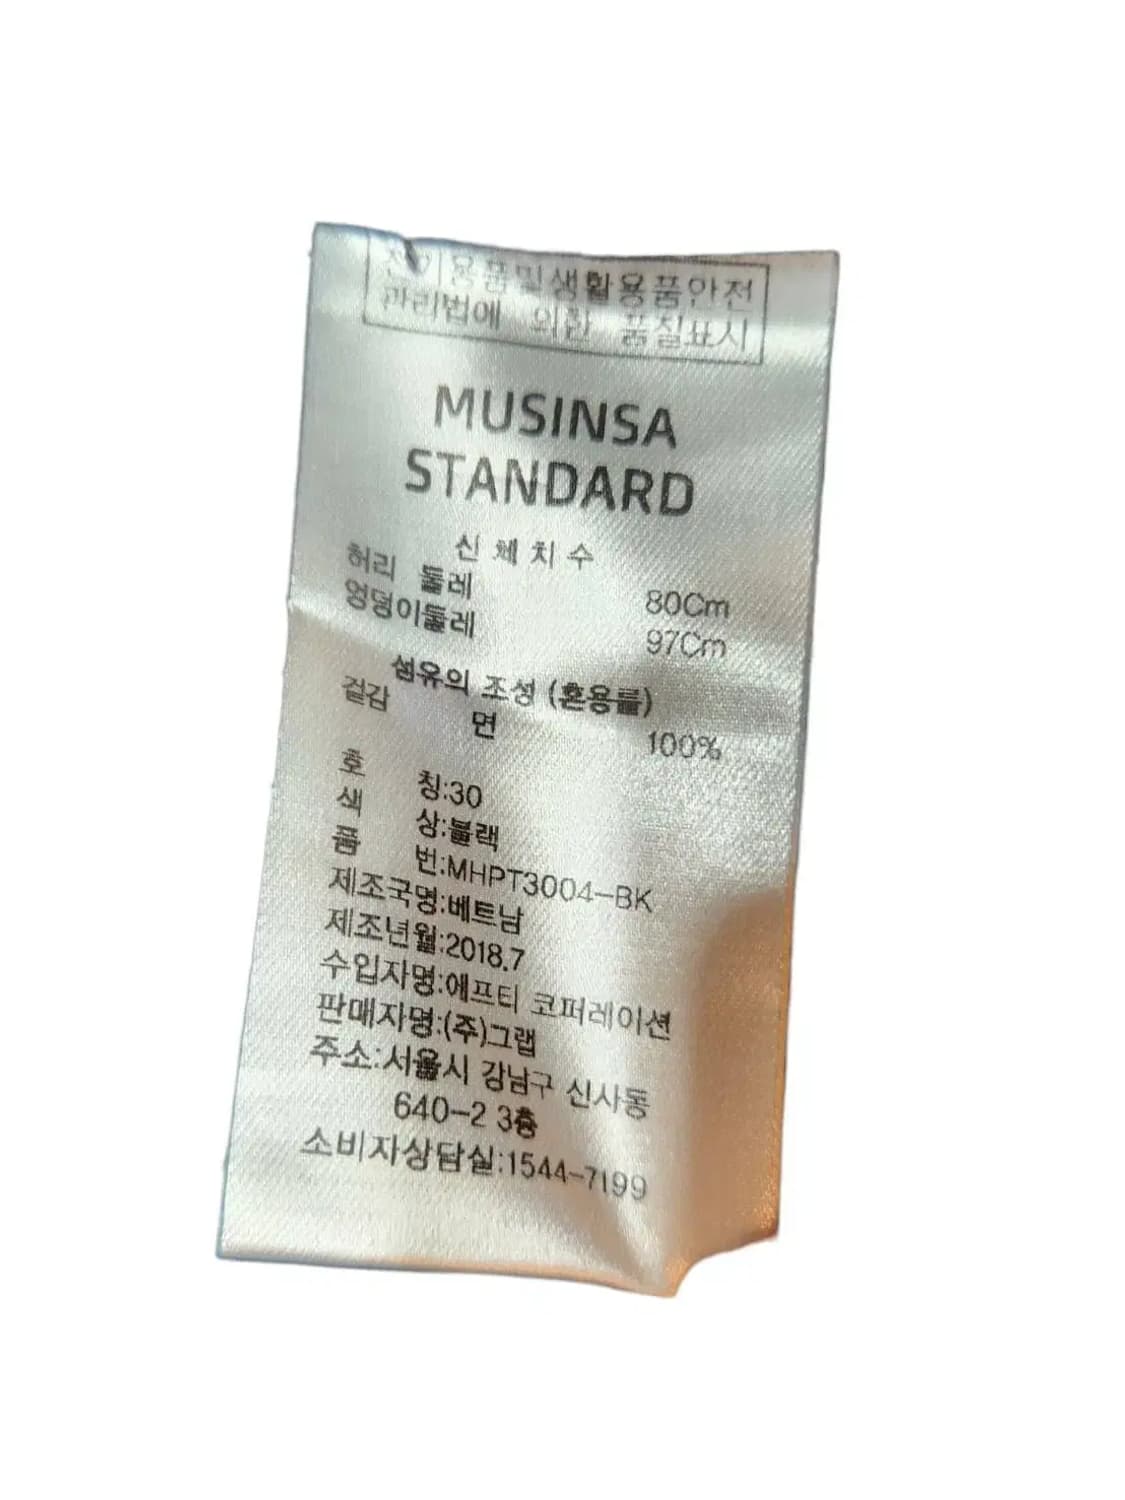 전기용품및생활용품안전
관리법에 의한 품질표시
MUSINSA
STANDARD
신체치수
허리 둘레 80Cm
엉덩이둘레 97Cm
섬유의 조성 (혼용률)
겉감 면 100%
호 칭:30
색 상:블랙
품 번:MHPT3004-BK
제조국명:베트남
제조년월:2018.7
수입자명:에프티 코퍼레이션
판매자명:(주)그랩
주소:서울시 강남구 신사동
640-2 3층
소비자상담실:1544-7199